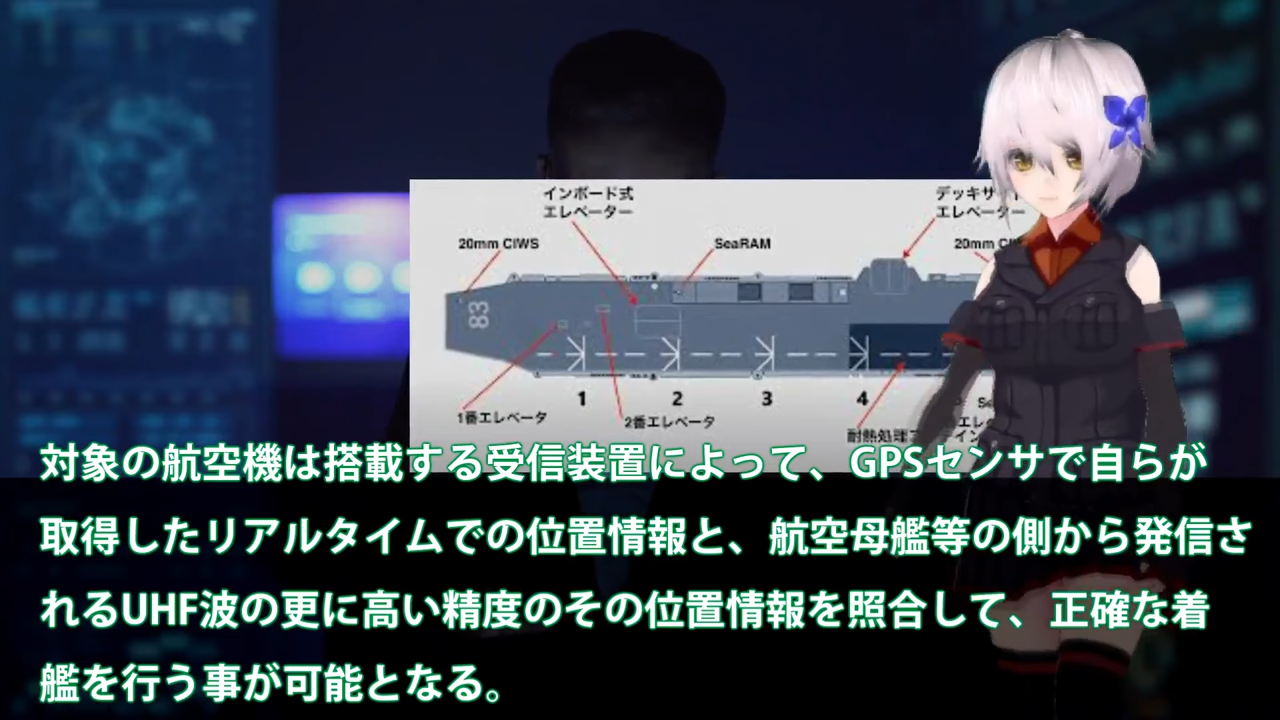 インボード式
エレベーター
デッキサイド
エレベーター
20mm CIWS
SeaRAM
20mm
83
1
2
3
4
1番エレベータ
2番エレベータ
耐熱処理
対象の航空機は搭載する受信装置によって、GPSセンサで自らが
取得したリアルタイムでの位置情報と、航空母艦等の側から発信さ
れるUHF波の更に高い精度のその位置情報を照合して、正確な着
艦を行う事が可能となる。